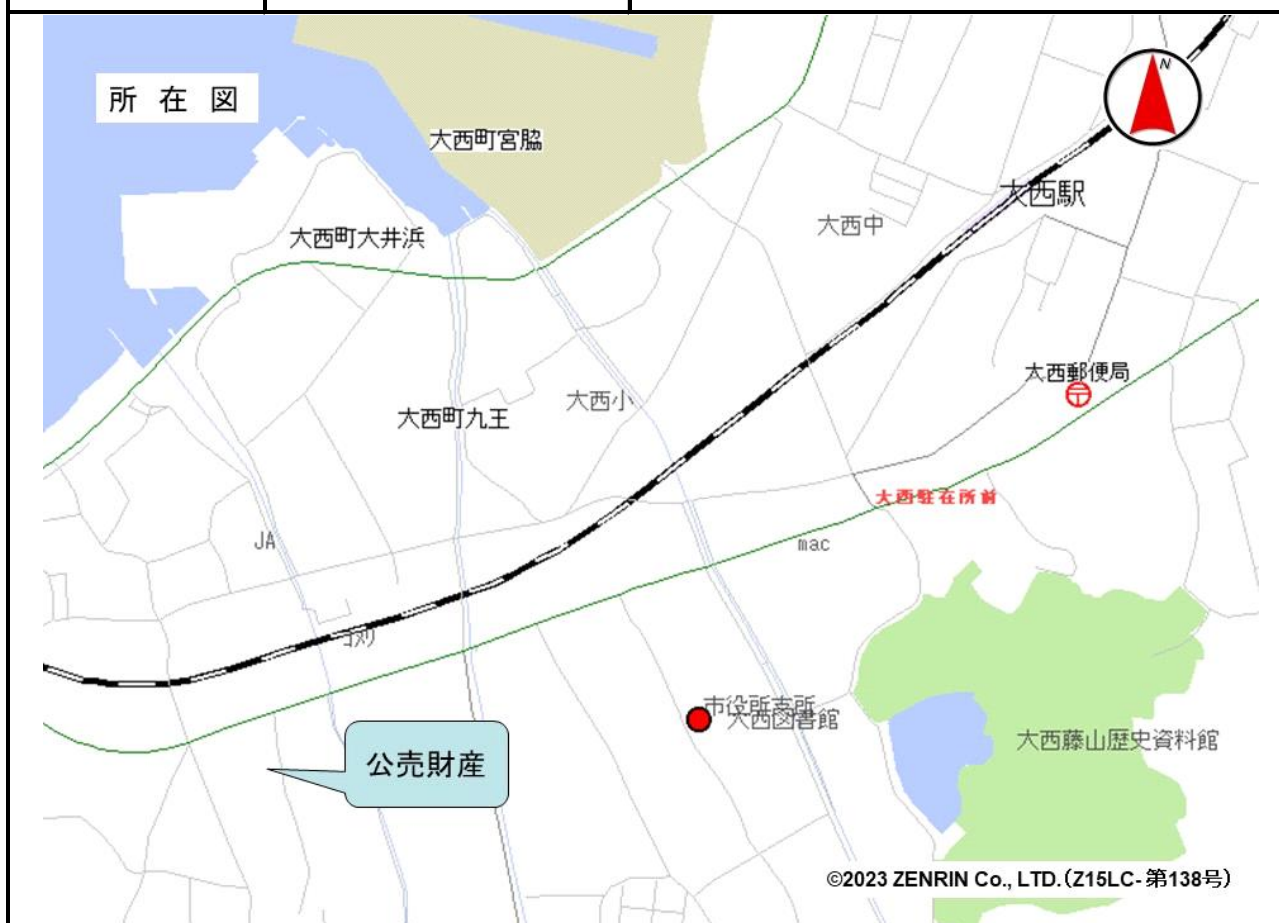 所 在 図
N
大西町宮脇
大西駅
大西中
大西町大井浜
大西郵便局
大西小
大西町九王
大西駐在所前
JA
mac
コメリ
市役所支所
大西図書館
大西藤山歴史資料館
公売財産
©2023 ZENRIN Co., LTD.(Z15LC- 第138号)